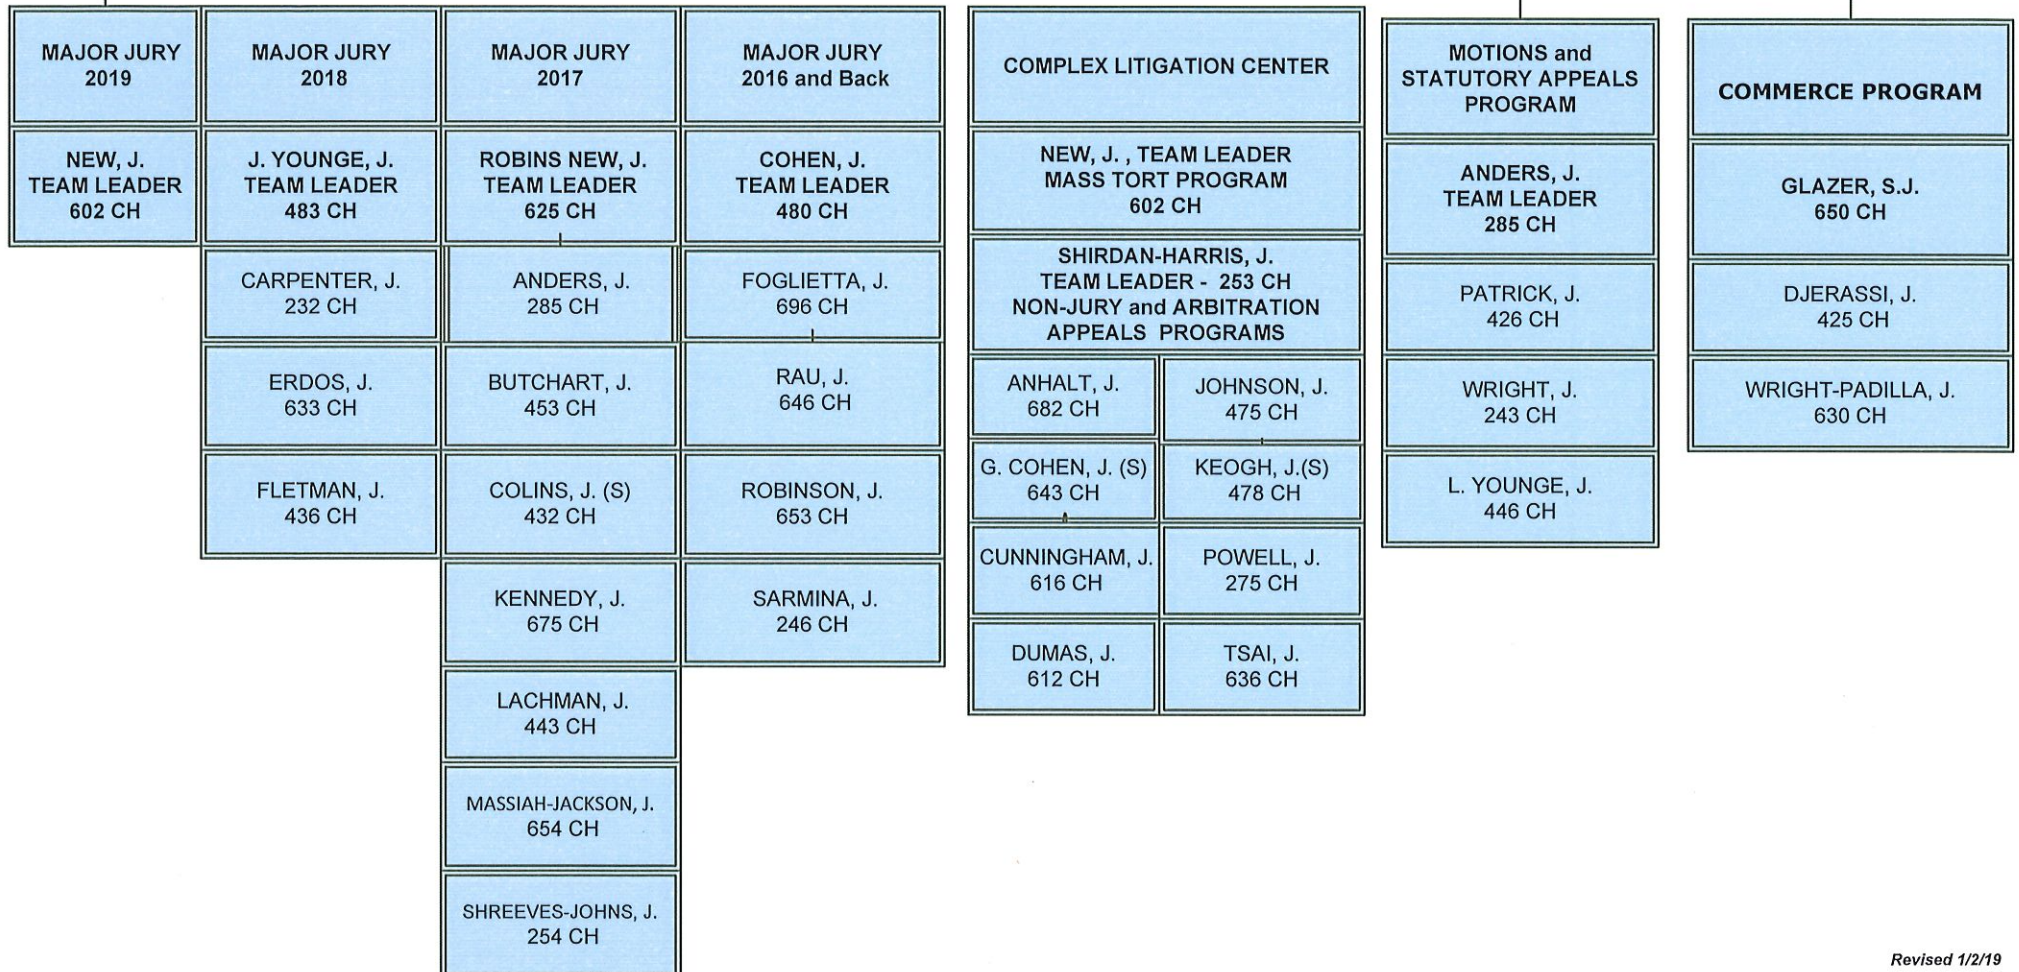 MAJOR JURY
2019
NEW, J.
TEAM LEADER
602 CH
MAJOR JURY
2018
J. YOUNGE, J.
TEAM LEADER
483 CH
CARPENTER, J.
232 CH
ERDOS, J.
633 CH
FLETMAN, J.
436 CH
MAJOR JURY
2017
ROBINS NEW, J.
TEAM LEADER
625 CH
ANDERS, J.
285 CH
BUTCHART, J.
453 CH
COLINS, J. (S)
432 CH
KENNEDY, J.
675 CH
LACHMAN, J.
443 CH
MASSIAH-JACKSON, J.
654 CH
SHREEVES-JOHNS, J.
254 CH
MAJOR JURY
2016 and Back
COHEN, J.
TEAM LEADER
480 CH
FOGLIETTA, J.
696 CH
RAU, J.
646 CH
ROBINSON, J.
653 CH
SARMINA, J.
246 CH
COMPLEX LITIGATION CENTER
NEW, J. , TEAM LEADER
MASS TORT PROGRAM
602 CH
SHIRDAN-HARRIS, J.
TEAM LEADER - 253 CH
NON-JURY and ARBITRATION
APPEALS PROGRAMS
ANHALT, J.
682 CH
G. COHEN, J. (S)
643 CH
CUNNINGHAM, J.
616 CH
DUMAS, J.
612 CH
JOHNSON, J.
475 CH
KEOGH, J.(S)
478 CH
POWELL, J.
275 CH
TSAI, J.
636 CH
MOTIONS and
STATUTORY APPEALS
PROGRAM
ANDERS, J.
TEAM LEADER
285 CH
PATRICK, J.
426 CH
WRIGHT, J.
243 CH
L. YOUNGE, J.
446 CH
COMMERCE PROGRAM
GLAZER, S.J.
650 CH
DJERASSI, J.
425 CH
WRIGHT-PADILLA, J.
630 CH
Revised 1/2/19